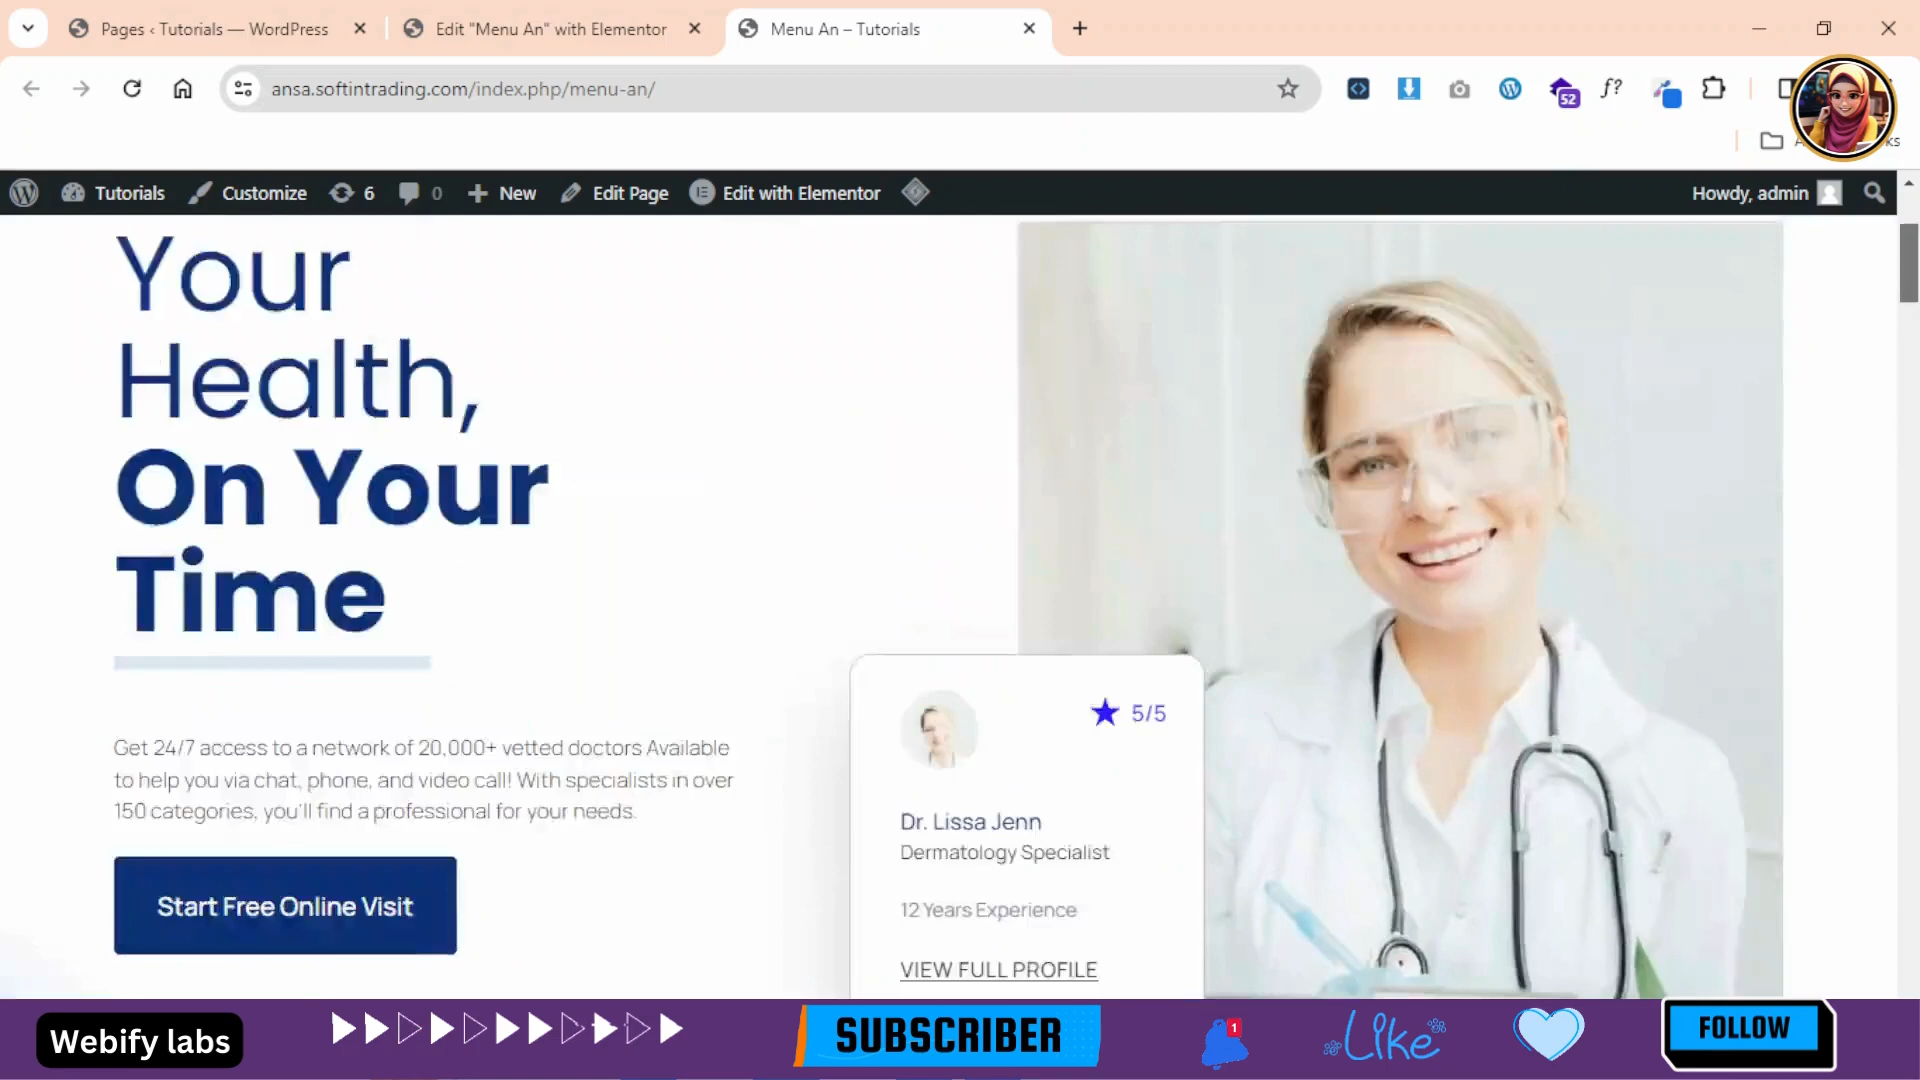 Pages ‹ Tutorials — WordPress
Edit "Menu An" with Elementor
Menu An – Tutorials
ansa.softintrading.com/index.php/menu-an/
f?
52
Tutorials
Customize
6
0
New
Edit Page
Edit with Elementor
Howdy, admin
Your
Health,
On Your
Time
Get 24/7 access to a network of 20,000+ vetted doctors Available
to help you via chat, phone, and video call! With specialists in over
150 categories, you'll find a professional for your needs.
Start Free Online Visit
5/5
Dr. Lissa Jenn
Dermatology Specialist
12 Years Experience
VIEW FULL PROFILE
Webify labs
SUBSCRIBER
1
Like
FOLLOW